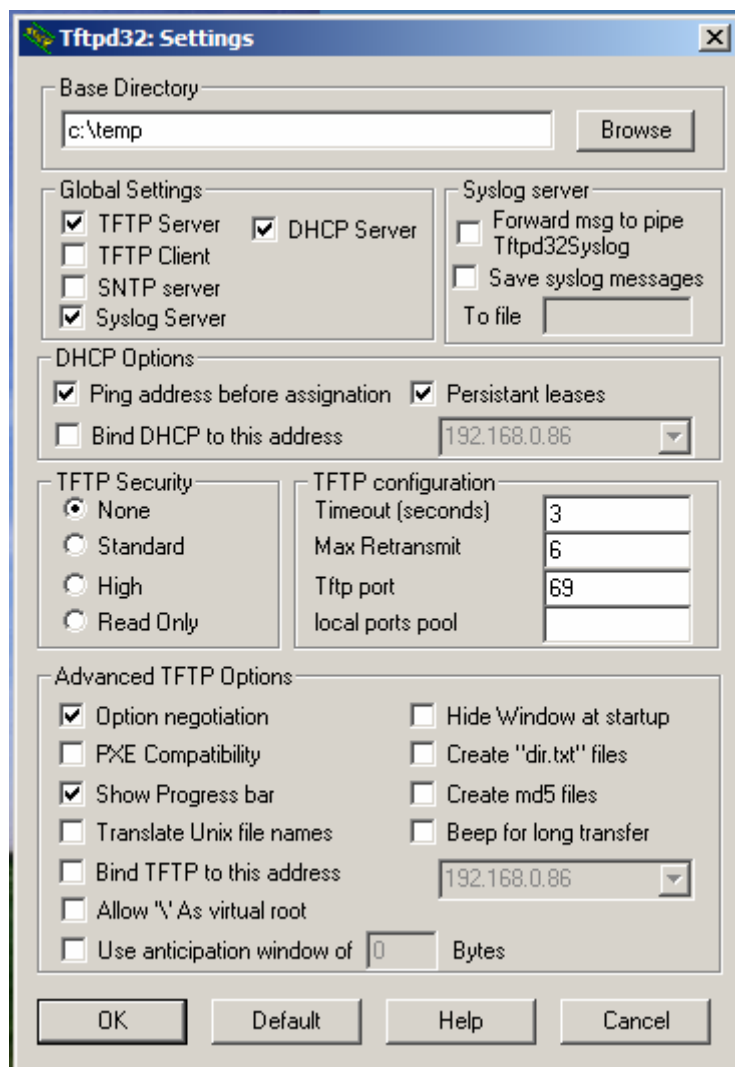 Tftpd32: Settings
Base Directory
c:\temp
Browse
Global Settings
TFTP Server
DHCP Server
TFTP Client
SNTP server
Syslog Server
Syslog server
Forward msg to pipe
Tftpd32Syslog
Save syslog messages
To file
DHCP Options
Ping address before assignation
Persistant leases
Bind DHCP to this address
192.168.0.86
TFTP Security
None
Standard
High
Read Only
TFTP configuration
Timeout (seconds) 3
Max Retransmit 6
Tftp port 69
local ports pool
Advanced TFTP Options
Option negotiation
PXE Compatibility
Show Progress bar
Translate Unix file names
Bind TFTP to this address
Allow '\' As virtual root
Use anticipation window of 0 Bytes
Hide Window at startup
Create "dir.txt" files
Create md5 files
Beep for long transfer
192.168.0.86
OK
Default
Help
Cancel